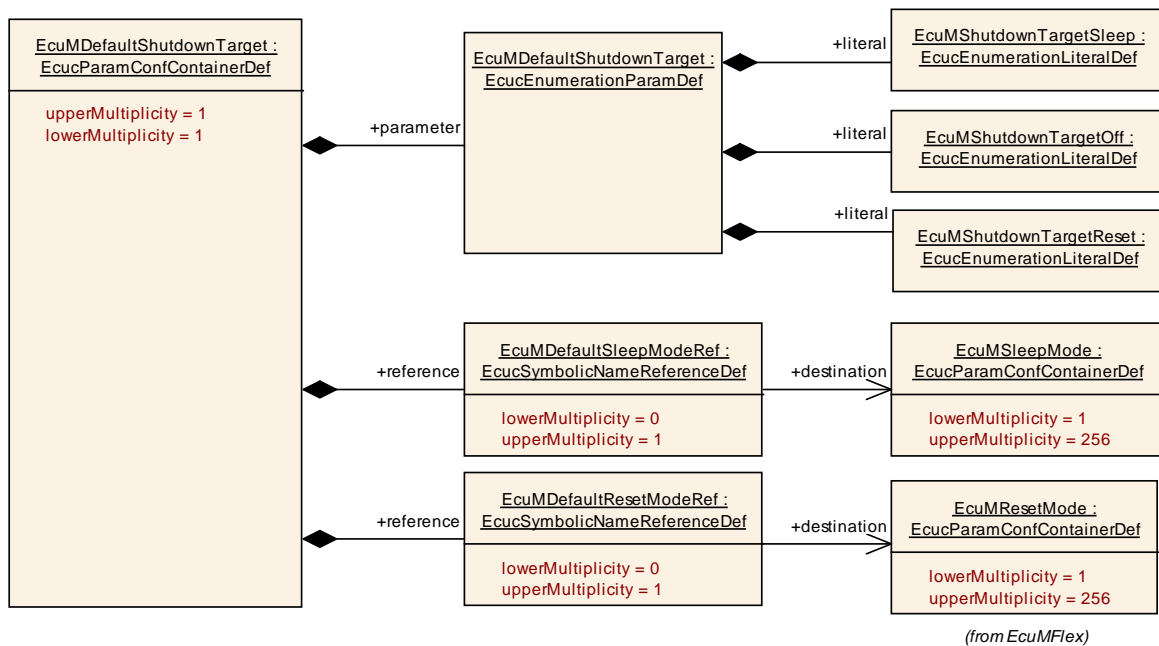 EcuMDefaultShutdownTarget :
EcucParamConfContainerDef
upperMultiplicity = 1
lowerMultiplicity = 1
+parameter
EcuMDefaultShutdownTarget :
EcucEnumerationParamDef
+literal
EcuMShutdownTargetSleep :
EcucEnumerationLiteralDef
+literal
EcuMShutdownTargetOff :
EcucEnumerationLiteralDef
+literal
EcuMShutdownTargetReset :
EcucEnumerationLiteralDef
+reference
EcuMDefaultSleepModeRef :
EcucSymbolicNameReferenceDef
lowerMultiplicity = 0
upperMultiplicity = 1
+destination
EcuMSleepMode :
EcucParamConfContainerDef
lowerMultiplicity = 1
upperMultiplicity = 256
+reference
EcuMDefaultResetModeRef :
EcucSymbolicNameReferenceDef
lowerMultiplicity = 0
upperMultiplicity = 1
+destination
EcuMResetMode :
EcucParamConfContainerDef
lowerMultiplicity = 1
upperMultiplicity = 256
(from EcuMFlex)